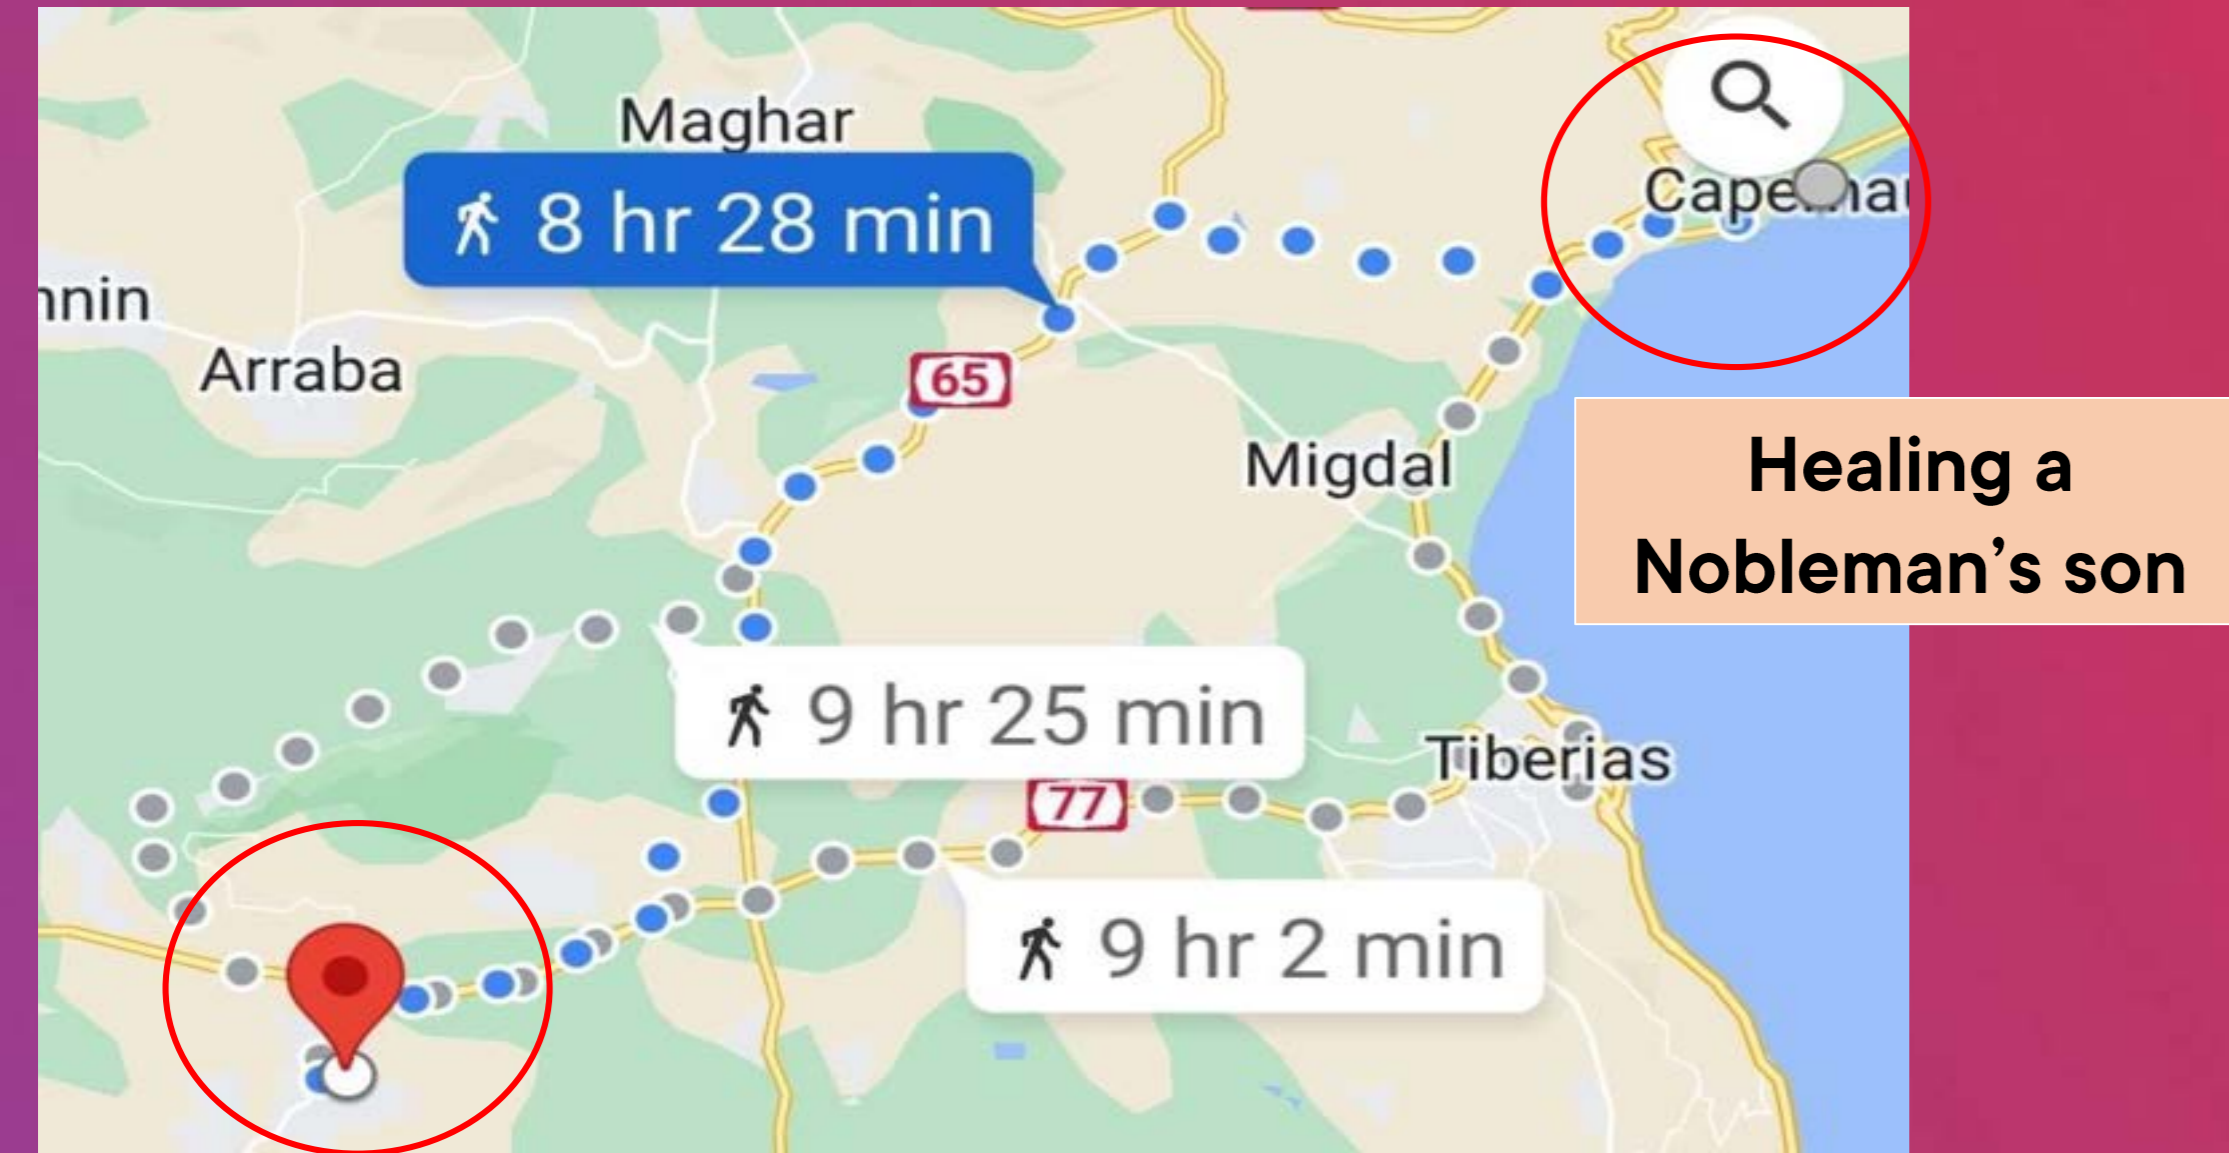 Maghar
8 hr 28 min
nnin
Arraba
65
Migdal
Healing a
Nobleman's son
9 hr 25 min
Tiberias
77
9 hr 2 min